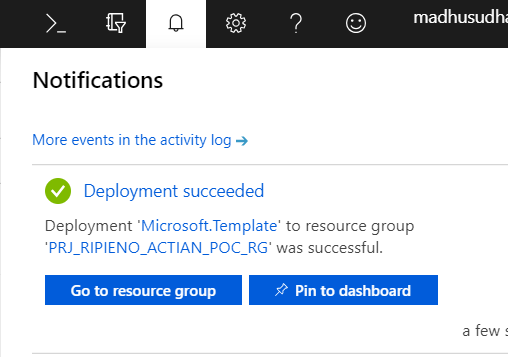 madhusudha
Notifications
More events in the activity log →
Deployment succeeded
Deployment 'Microsoft.Template' to resource group
'PRJ_RIPIENO_ACTIAN_POC_RG' was successful.
Go to resource group
Pin to dashboard
a few s